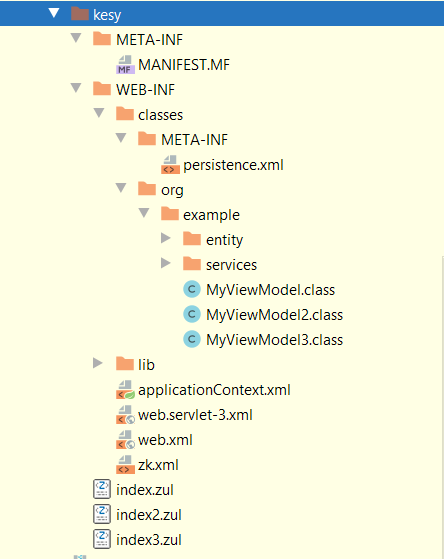 kesy
META-INF
MANIFEST.MF
WEB-INF
classes
META-INF
persistence.xml
org
example
entity
services
MyViewModel.class
MyViewModel2.class
MyViewModel3.class
lib
applicationContext.xml
web.servlet-3.xml
web.xml
zk.xml
index.zul
index2.zul
index3.zul